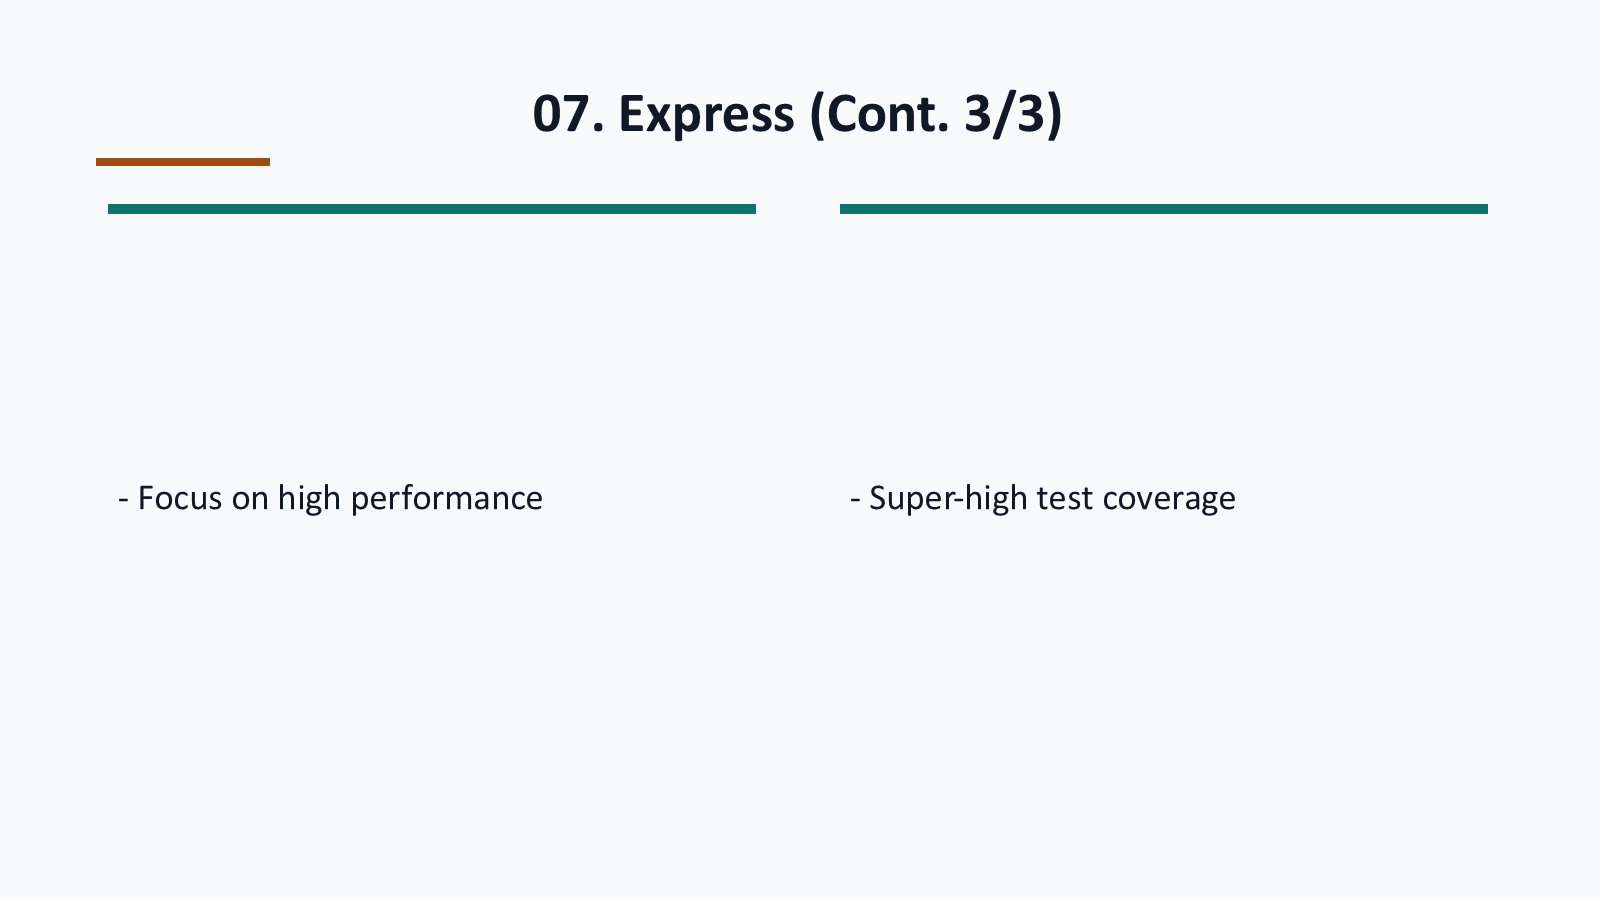 07. Express (Cont. 3/3)
- Focus on high performance
- Super-high test coverage